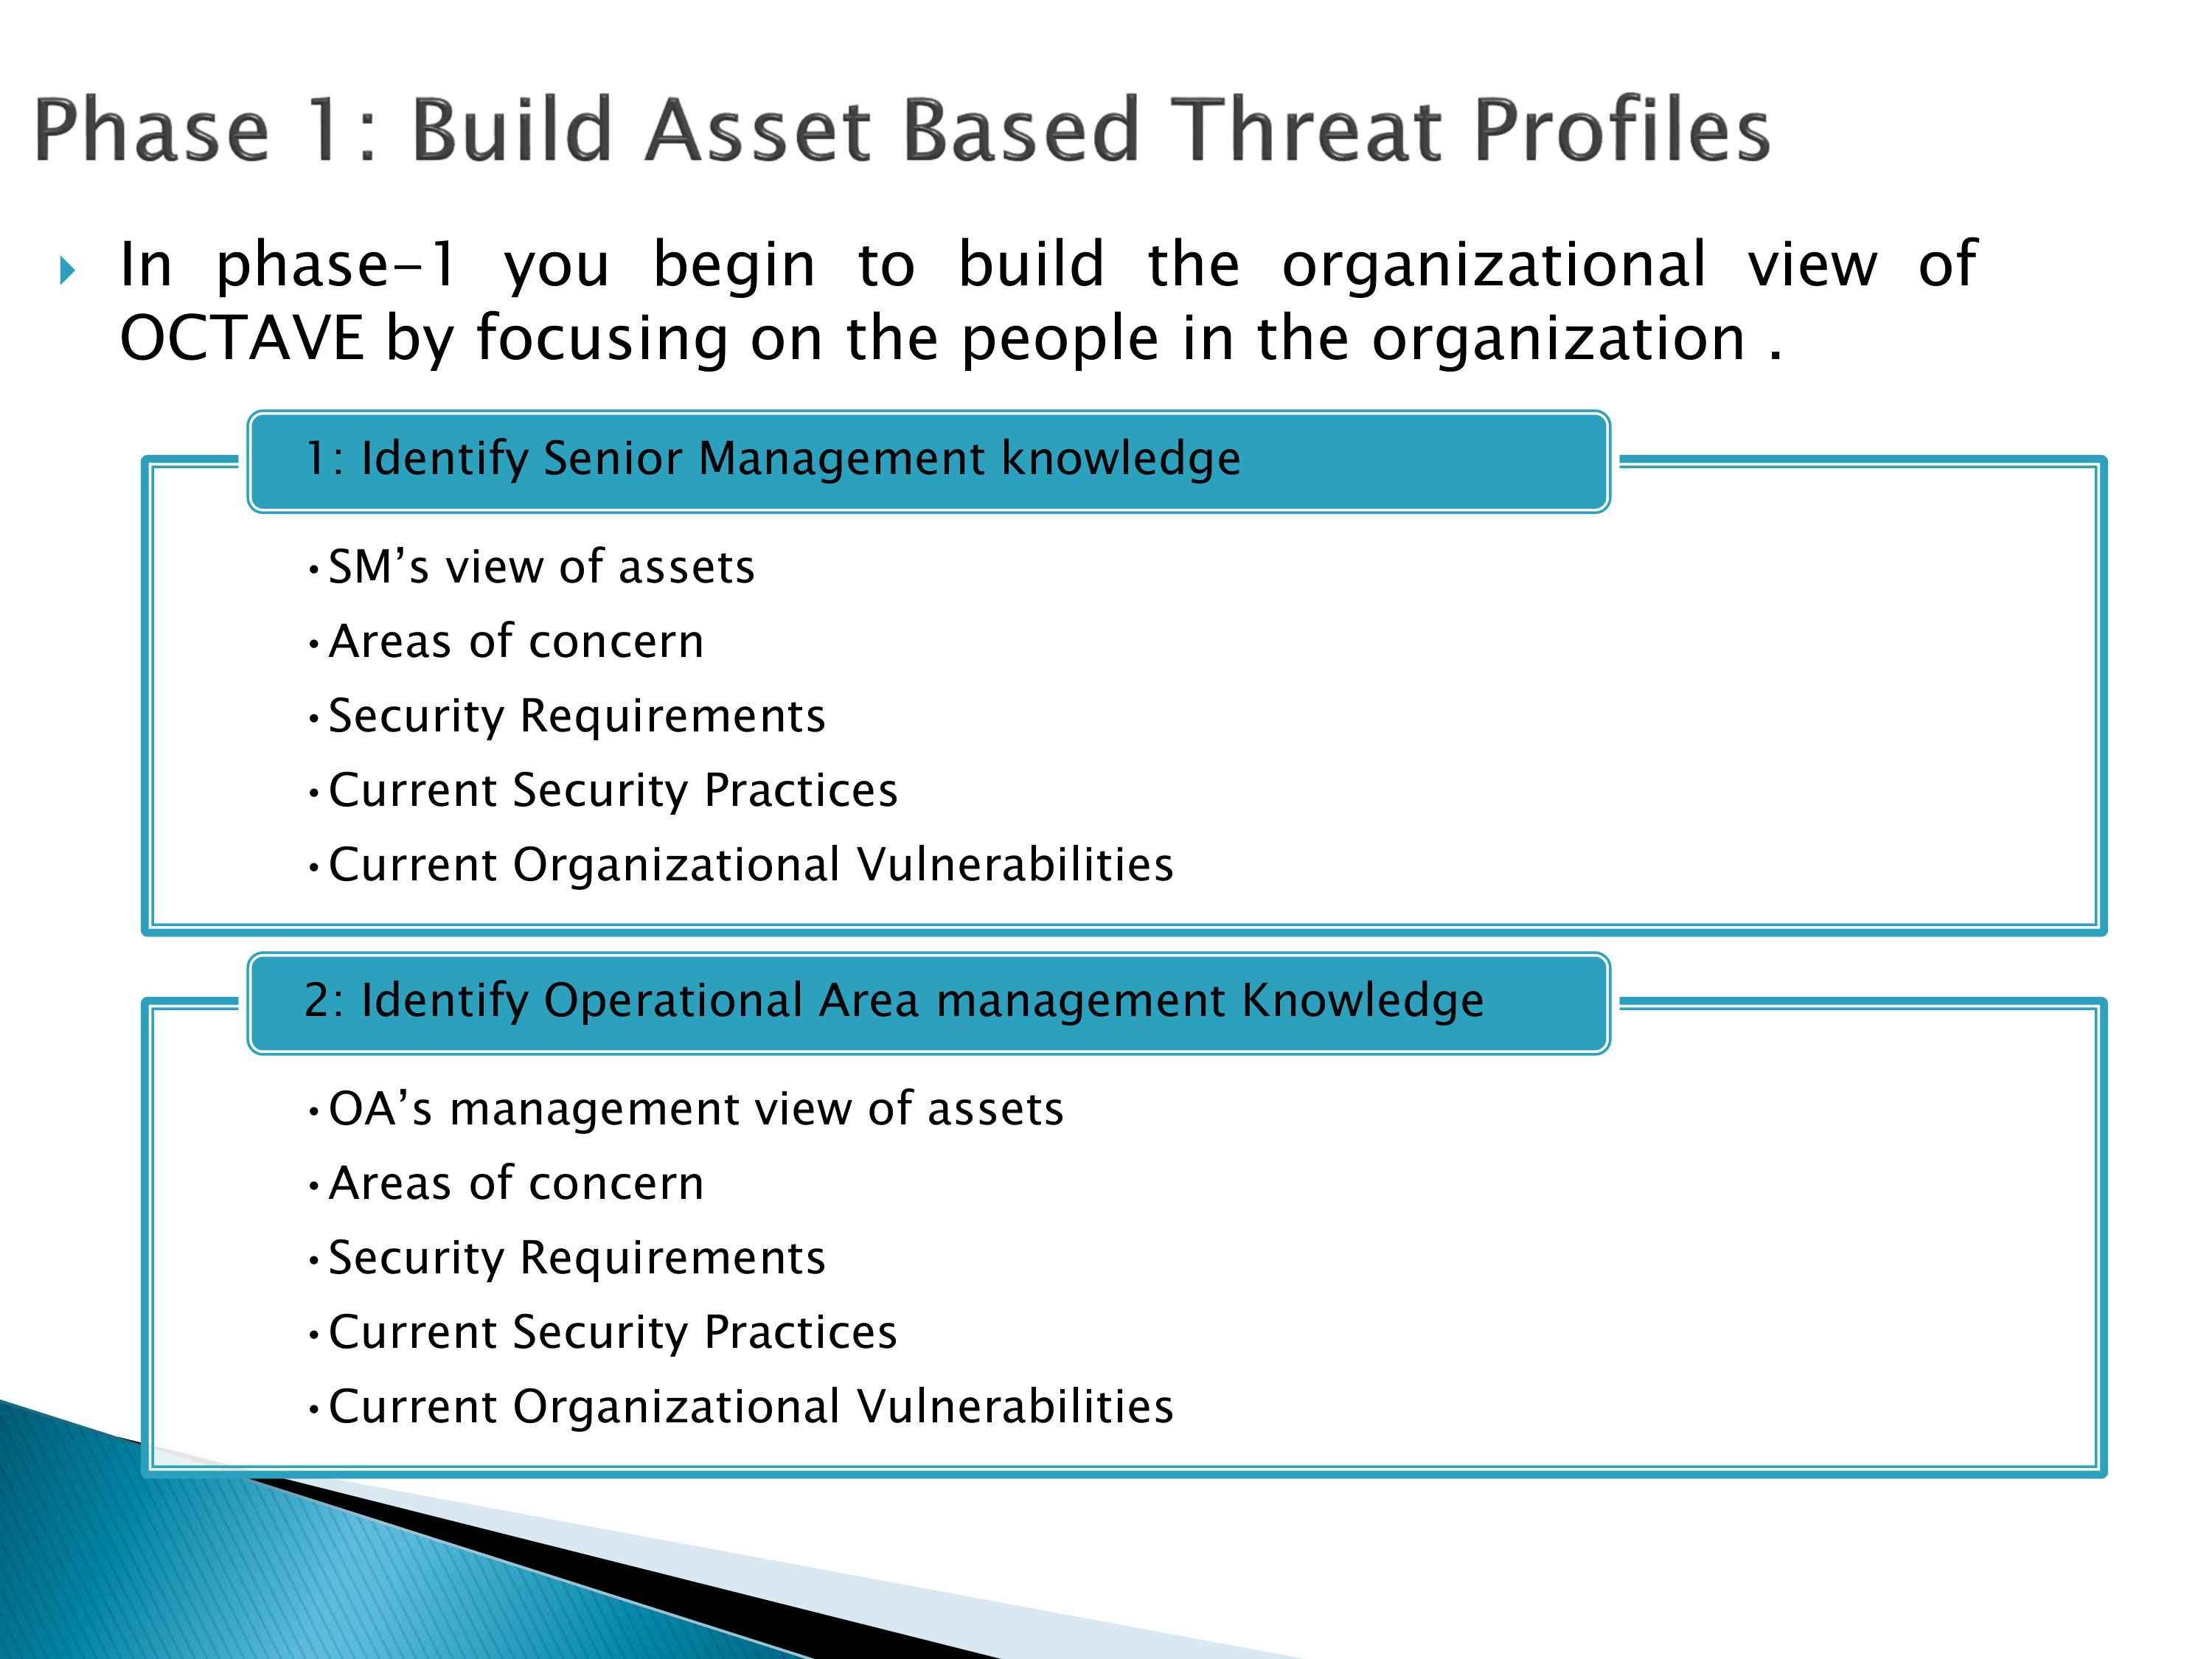 Phase 1: Build Asset Based Threat Profiles
In phase-1 you begin to build the organizational view of
OCTAVE by focusing on the people in the organization .
1: Identify Senior Management knowledge
•SM’s view of assets
•Areas of concern
•Security Requirements
•Current Security Practices
•Current Organizational Vulnerabilities
2: Identify Operational Area management Knowledge
•OA’s management view of assets
•Areas of concern
•Security Requirements
•Current Security Practices
•Current Organizational Vulnerabilities